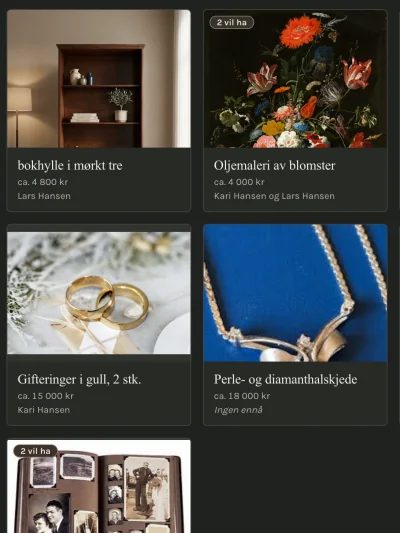 bokhylle i mørkt tre
ca. 4 800 kr
Lars Hansen
2 vil ha
Oljemaleri av blomster
ca. 4 000 kr
Kari Hansen og Lars Hansen
Gifteringer i gull, 2 stk.
ca. 15 000 kr
Kari Hansen
Perle- og diamanthalskjede
ca. 18 000 kr
Ingen ennå
2 vil ha